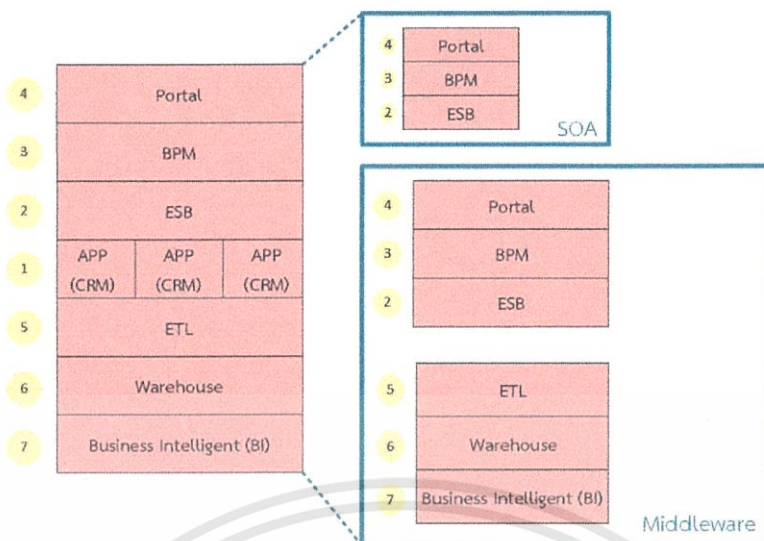 4 Portal
3 BPM
2 ESB
1 APP (CRM) APP (CRM) APP (CRM)
5 ETL
6 Warehouse
7 Business Intelligent (BI)
4 Portal
3 BPM
2 ESB
SOA
4 Portal
3 BPM
2 ESB
5 ETL
6 Warehouse
7 Business Intelligent (BI)
Middleware